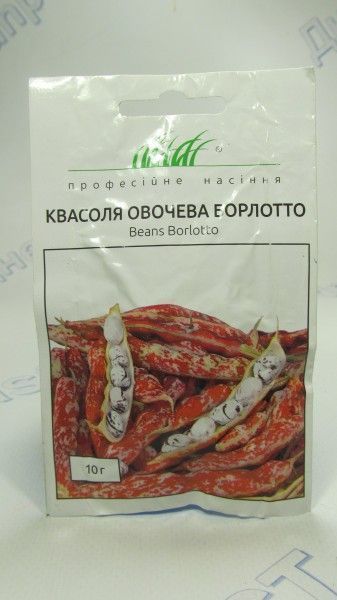 ®
професійне насіння
КВАСОЛЯ ОВОЧЕВА БОРЛОТТО
Beans Borlotto
10 г